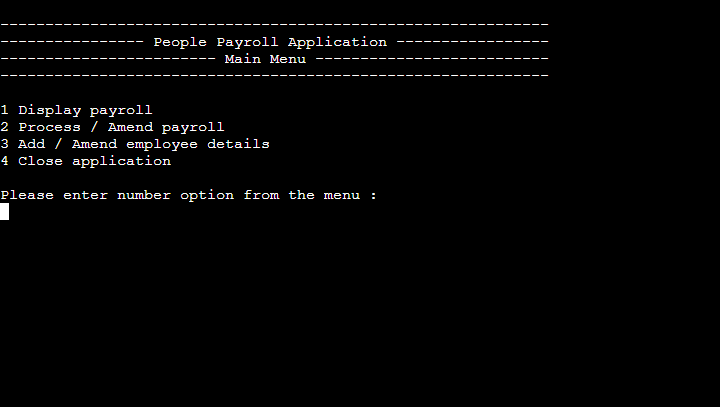 -------------------------------------------------------------
---------------- People Payroll Application -----------------
------------------------ Main Menu --------------------------
-------------------------------------------------------------
1 Display payroll
2 Process / Amend payroll
3 Add / Amend employee details
4 Close application
Please enter number option from the menu :